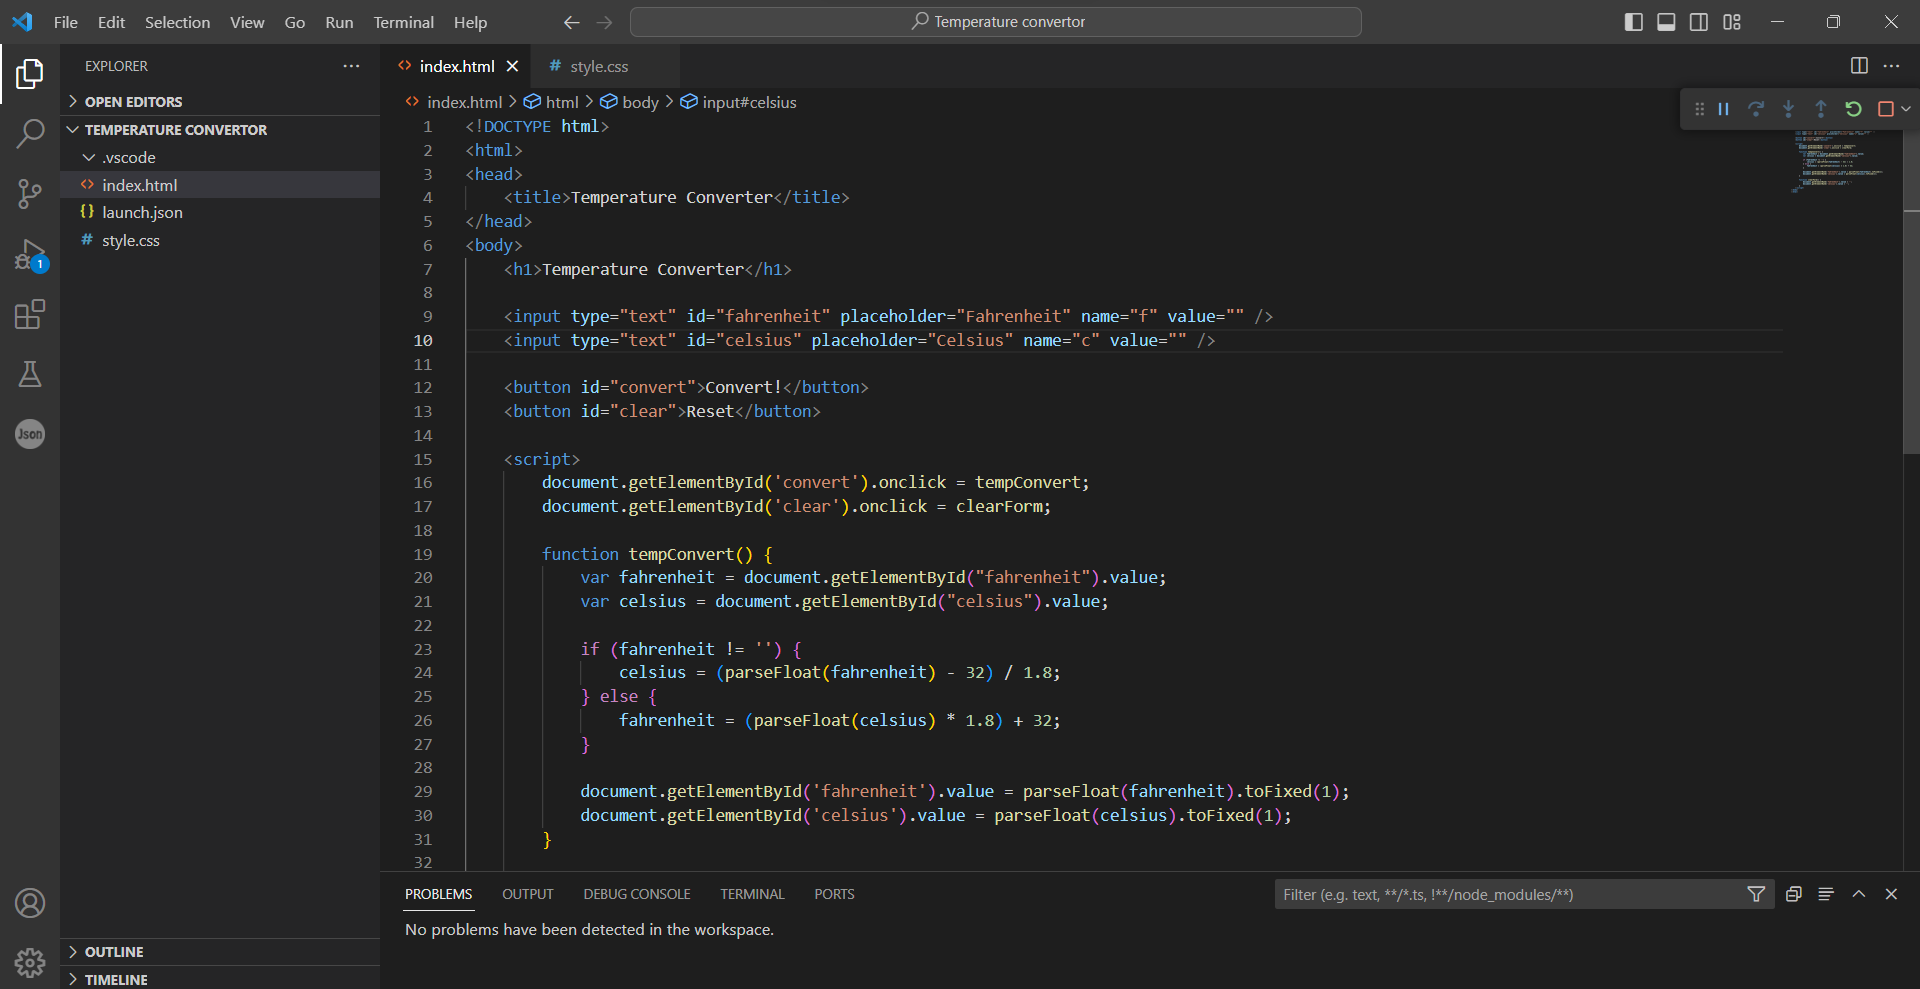 File Edit Selection View Go Run Terminal Help
Temperature convertor
EXPLORER
OPEN EDITORS
TEMPERATURE CONVERTOR
.vscode
index.html
launch.json
style.css
1
Json
OUTLINE
TIMELINE
index.html style.css
index.html html body input#celsius
1 <!DOCTYPE html>
2 <html>
3 <head>
4 <title>Temperature Converter</title>
5 </head>
6 <body>
7 <h1>Temperature Converter</h1>
8
9 <input type="text" id="fahrenheit" placeholder="Fahrenheit" name="f" value="" />
10 <input type="text" id="celsius" placeholder="Celsius" name="c" value="" />
11
12 <button id="convert">Convert!</button>
13 <button id="clear">Reset</button>
14
15 <script>
16 document.getElementById('convert').onclick = tempConvert;
17 document.getElementById('clear').onclick = clearForm;
18
19 function tempConvert() {
20 var fahrenheit = document.getElementById("fahrenheit").value;
21 var celsius = document.getElementById("celsius").value;
22
23 if (fahrenheit != '') {
24 celsius = (parseFloat(fahrenheit) - 32) / 1.8;
25 } else {
26 fahrenheit = (parseFloat(celsius) * 1.8) + 32;
27 }
28
29 document.getElementById('fahrenheit').value = parseFloat(fahrenheit).toFixed(1);
30 document.getElementById('celsius').value = parseFloat(celsius).toFixed(1);
31 }
32
PROBLEMS OUTPUT DEBUG CONSOLE TERMINAL PORTS
Filter (e.g. text, **/*.ts, !**/node_modules/**)
No problems have been detected in the workspace.